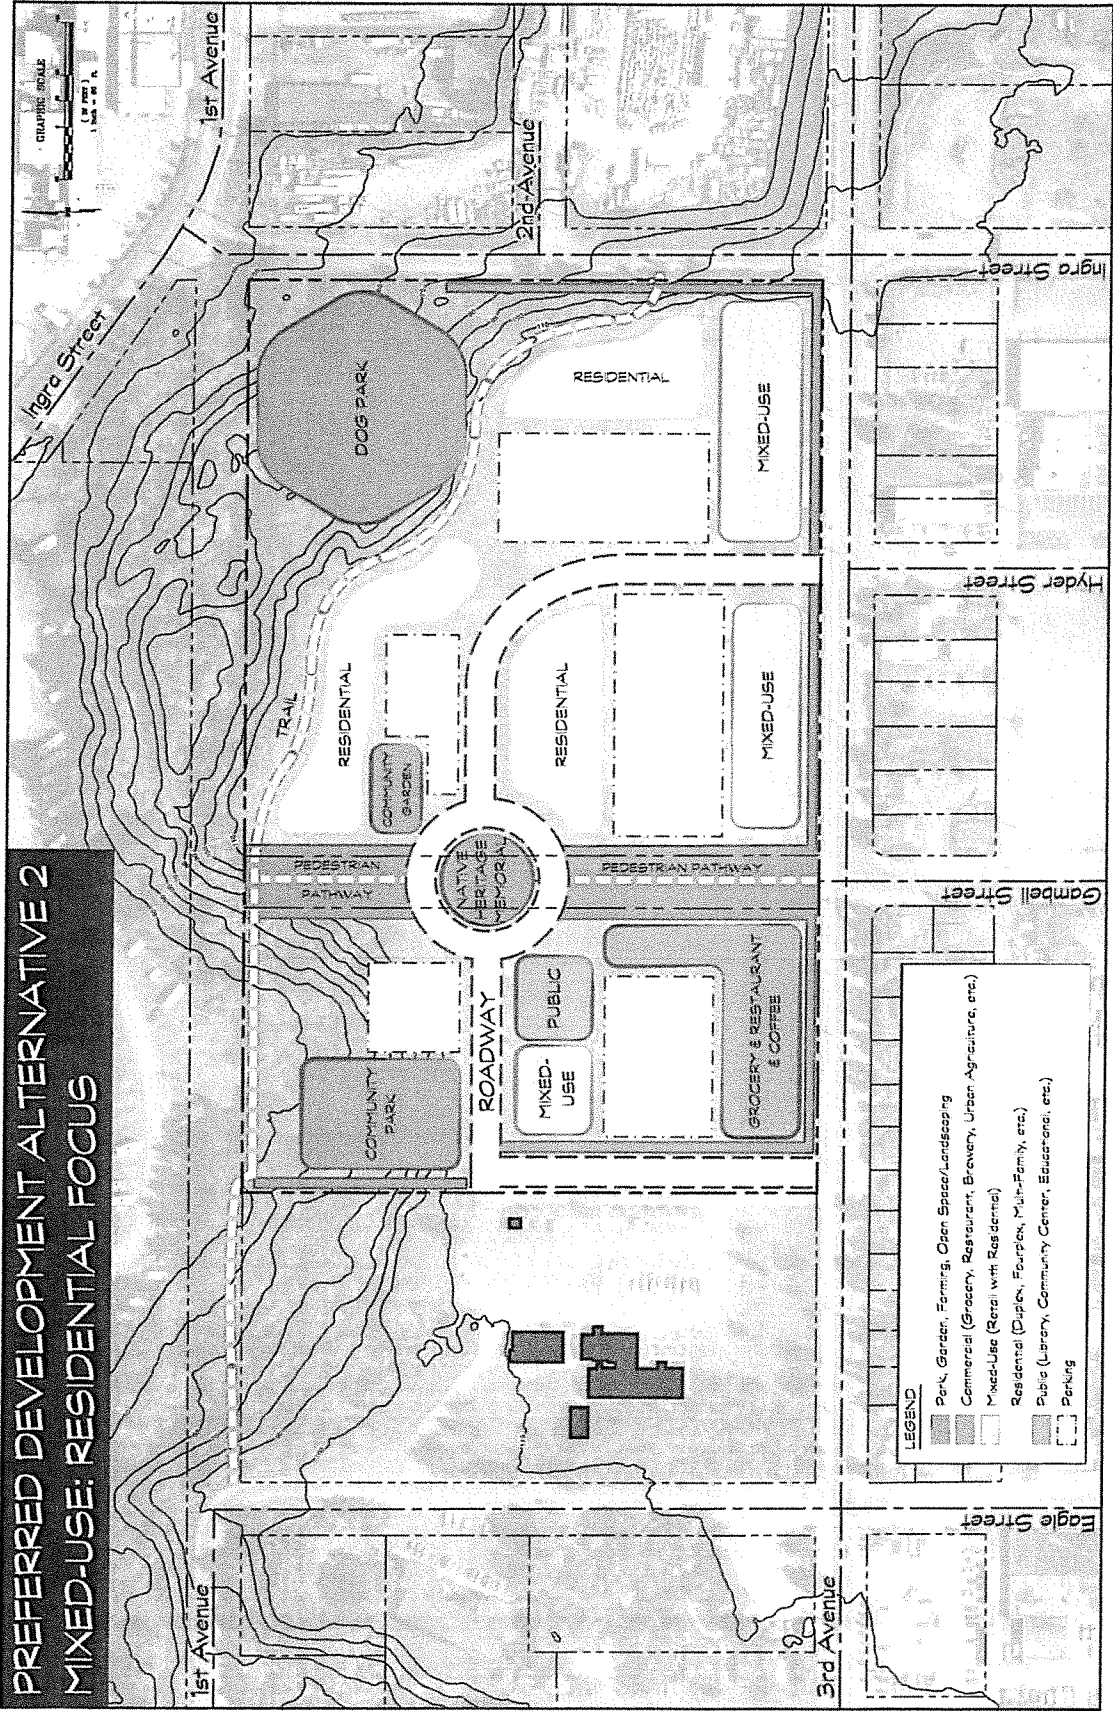 PREFERRED DEVELOPMENT ALTERNATIVE 2
MIXED-USE: RESIDENTIAL FOCUS
GRAPHIC SCALE
( IN FEET )
Ingra Street
1st Avenue
1st Avenue
2nd Avenue
3rd Avenue
Eagle Street
Gambell Street
Hyder Street
Ingra Street
DOG PARK
TRAIL
RESIDENTIAL
COMMUNITY
GARDEN
PEDESTRIAN
PATHWAY
NATIVE
HERITAGE
MEMORIAL
PEDESTRIAN PATHWAY
COMMUNITY
PARK
ROADWAY
MIXED-
USE
PUBLIC
GROCERY & RESTAURANT
& COFFEE
RESIDENTIAL
MIXED-USE
RESIDENTIAL
MIXED-USE
LEGEND
Park, Garden, Farming, Open Space/Landscaping
Commercial (Grocery, Restaurant, Brewery, Urban Agriculture, etc.)
Mixed-Use (Retail with Residential)
Residential (Duplex, Fourplex, Multi-Family, etc.)
Public (Library, Community Center, Educational, etc.)
Parking